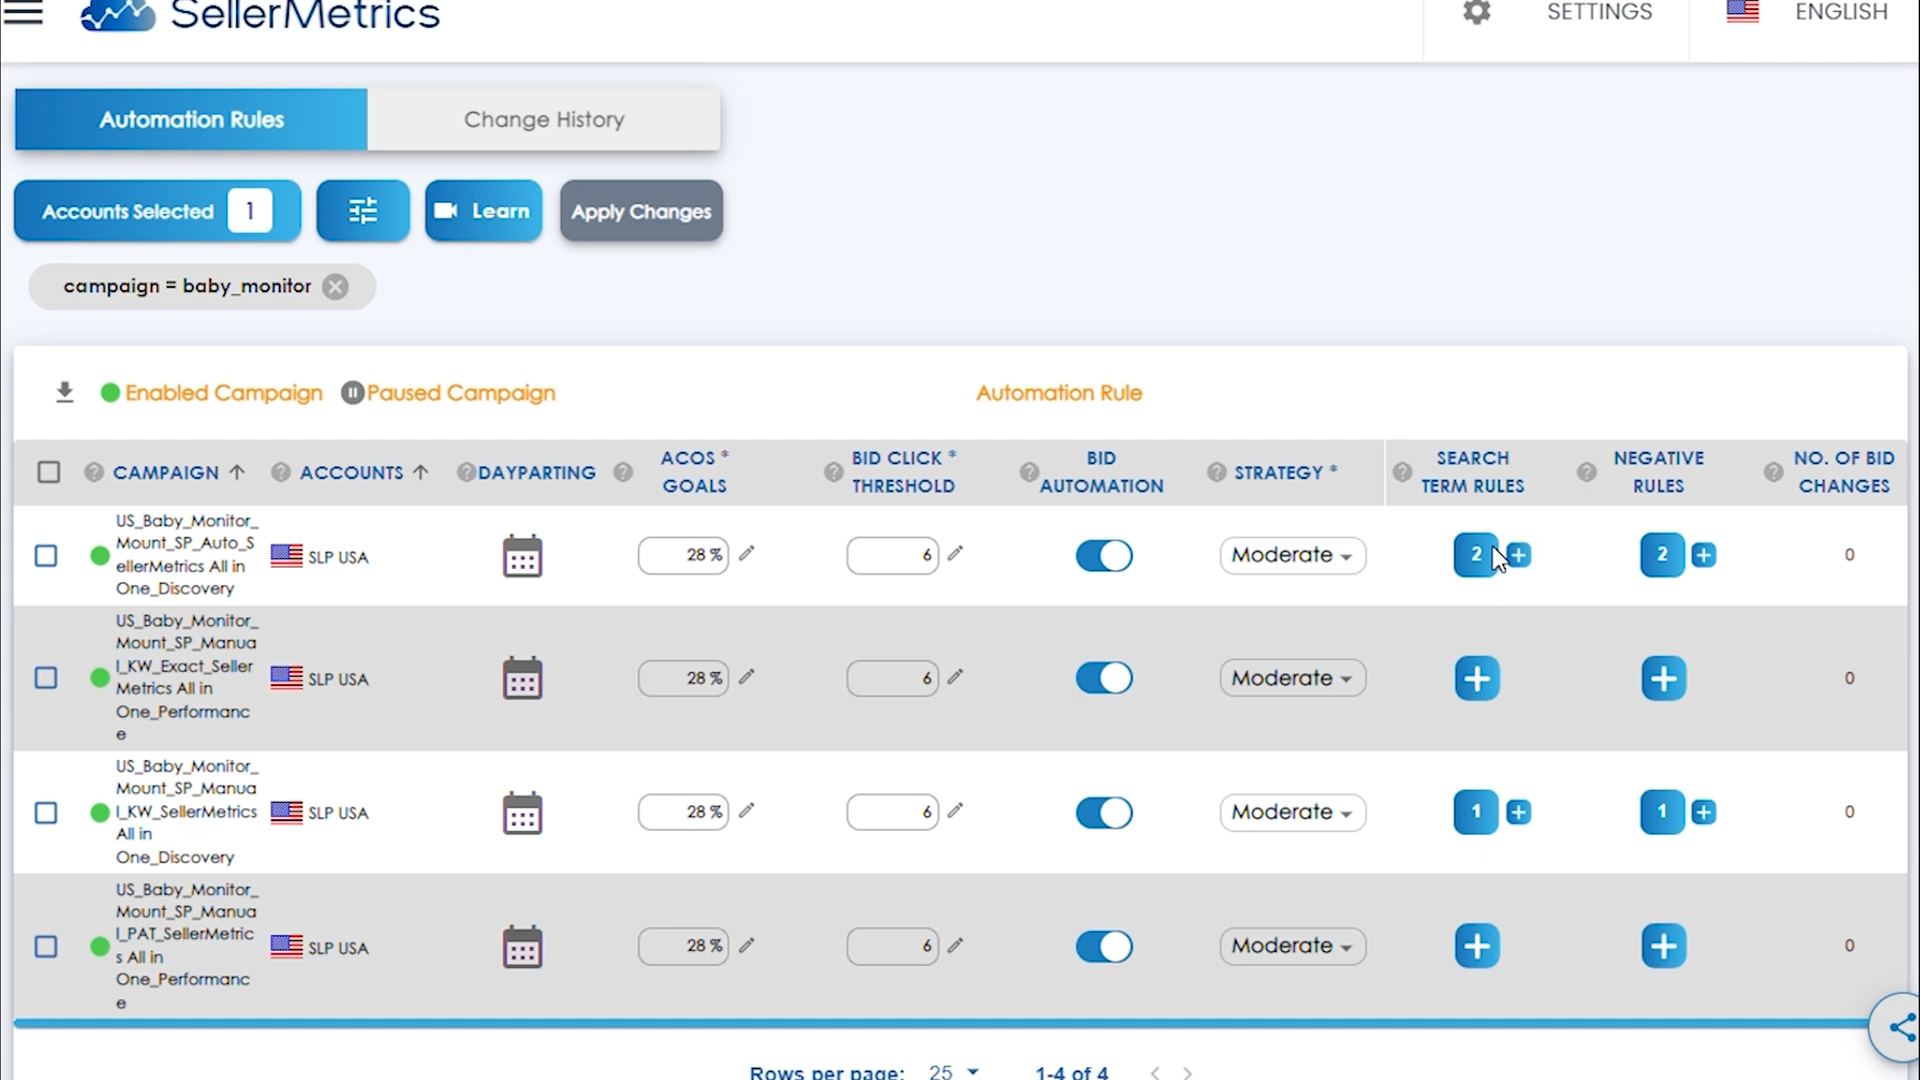 SellerMetrics
SETTINGS
ENGLISH
Automation Rules
Change History
Accounts Selected 1
Learn
Apply Changes
campaign = baby_monitor
Enabled Campaign
Paused Campaign
Automation Rule
CAMPAIGN
ACCOUNTS
DAYPARTING
ACOS *
GOALS
BID CLICK *
THRESHOLD
BID
AUTOMATION
STRATEGY *
SEARCH
TERM RULES
NEGATIVE
RULES
NO. OF BID
CHANGES
US_Baby_Monitor_
Mount_SP_Auto_S
ellerMetrics All in
One_Discovery
SLP USA
28 %
6
Moderate
2
2
0
US_Baby_Monitor_
Mount_SP_Manua
l_KW_Exact_Seller
Metrics All in
One_Performanc
e
SLP USA
28 %
6
Moderate
0
US_Baby_Monitor_
Mount_SP_Manua
l_KW_SellerMetrics
All in
One_Discovery
SLP USA
28 %
6
Moderate
1
1
0
US_Baby_Monitor_
Mount_SP_Manua
l_PAT_SellerMetric
s All in
One_Performanc
e
SLP USA
28 %
6
Moderate
0
Rows per page: 25 1-4 of 4